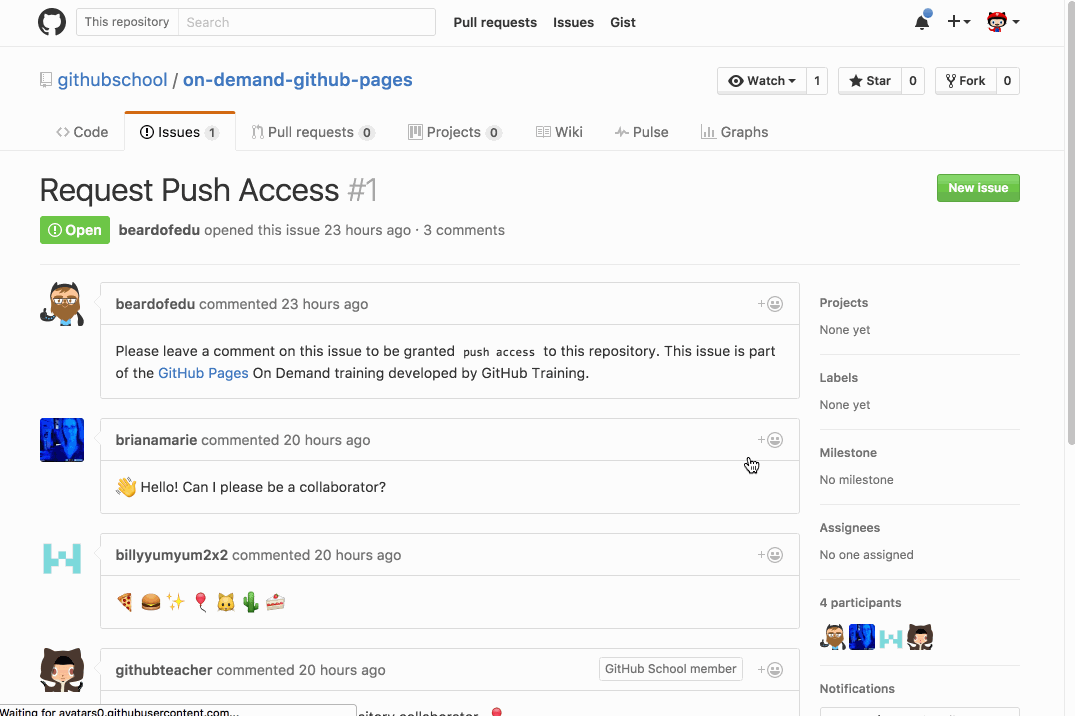 This repository Search Pull requests Issues Gist
githubschool / on-demand-github-pages Watch 1 Star 0 Fork 0
Code Issues 1 Pull requests 0 Projects 0 Wiki Pulse Graphs
Request Push Access #1 New issue
Open beardofedu opened this issue 23 hours ago · 3 comments
beardofedu commented 23 hours ago
Please leave a comment on this issue to be granted push access to this repository. This issue is part
of the GitHub Pages On Demand training developed by GitHub Training.
brianamarie commented 20 hours ago
👋 Hello! Can I please be a collaborator?
billyyumyum2x2 commented 20 hours ago
🍕 🍔 ✨ 🎈 🐱 🌵 🍰
githubteacher commented 20 hours ago GitHub School member
Projects
None yet
Labels
None yet
Milestone
No milestone
Assignees
No one assigned
4 participants
Notifications
Waiting for avatars0.githubusercontent.com...
collaborator 🎈